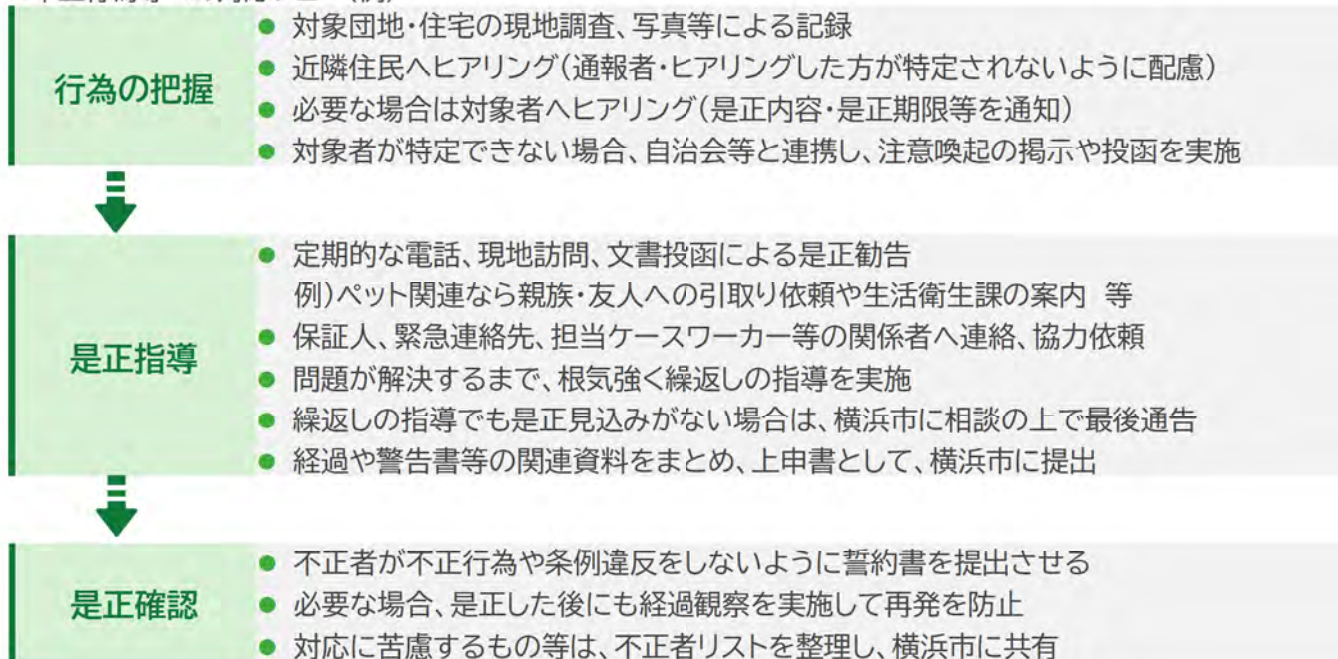 行為の把握
● 対象団地・住宅の現地調査、写真等による記録
● 近隣住民へヒアリング(通報者・ヒアリングした方が特定されないように配慮)
● 必要な場合は対象者へヒアリング(是正内容・是正期限等を通知)
● 対象者が特定できない場合、自治会等と連携し、注意喚起の掲示や投函を実施
是正指導
● 定期的な電話、現地訪問、文書投函による是正勧告
例)ペット関連なら親族・友人への引取り依頼や生活衛生課の案内 等
● 保証人、緊急連絡先、担当ケースワーカー等の関係者へ連絡、協力依頼
● 問題が解決するまで、根気強く繰返しの指導を実施
● 繰返しの指導でも是正見込みがない場合は、横浜市に相談の上で最後通告
● 経過や警告書等の関連資料をまとめ、上申書として、横浜市に提出
是正確認
● 不正者が不正行為や条例違反をしないように誓約書を提出させる
● 必要な場合、是正した後にも経過観察を実施して再発を防止
● 対応に苦慮するもの等は、不正者リストを整理し、横浜市に共有